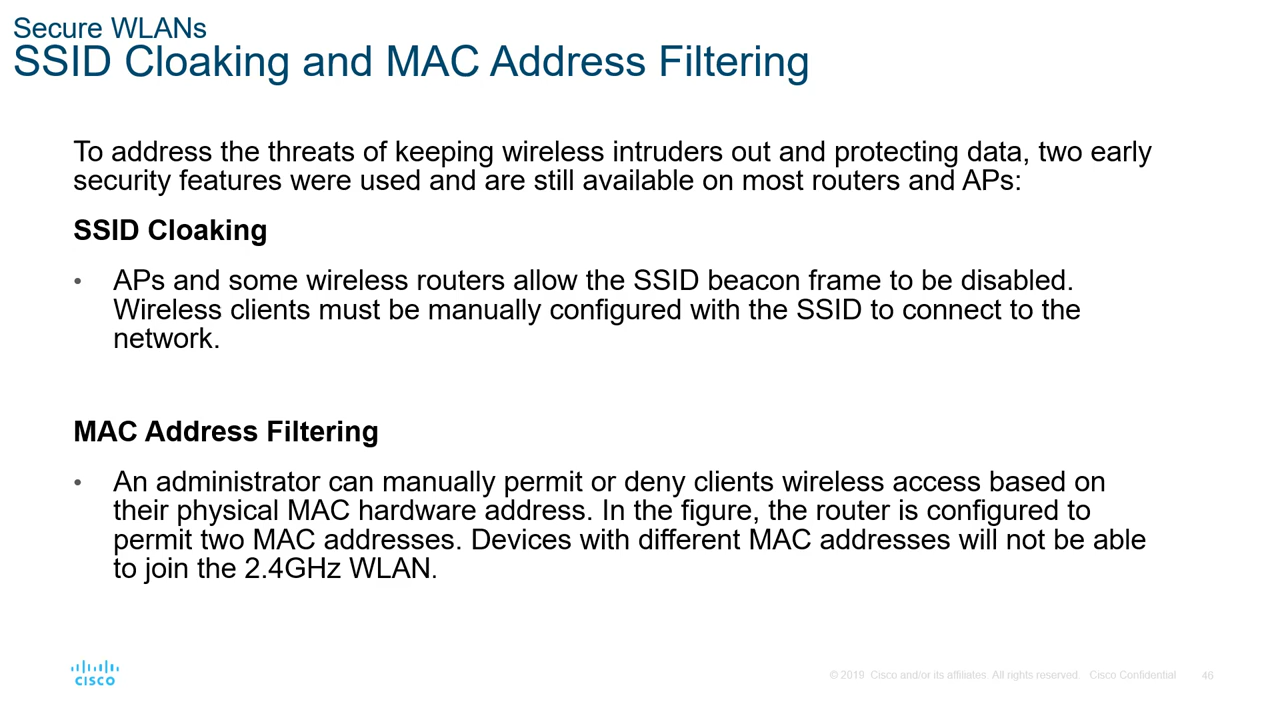 Secure WLANs
SSID Cloaking and MAC Address Filtering
To address the threats of keeping wireless intruders out and protecting data, two early
security features were used and are still available on most routers and APs:
SSID Cloaking
• APs and some wireless routers allow the SSID beacon frame to be disabled.
Wireless clients must be manually configured with the SSID to connect to the
network.
MAC Address Filtering
• An administrator can manually permit or deny clients wireless access based on
their physical MAC hardware address. In the figure, the router is configured to
permit two MAC addresses. Devices with different MAC addresses will not be able
to join the 2.4GHz WLAN.
CISCO
© 2019 Cisco and/or its affiliates. All rights reserved. Cisco Confidential 46